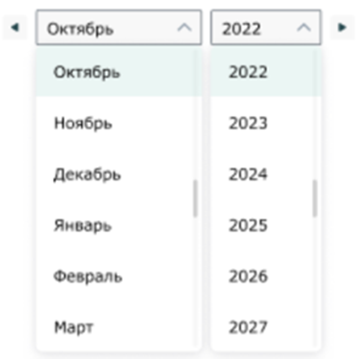 Октябрь 2022
Октябрь 2022
Ноябрь 2023
Декабрь 2024
Январь 2025
Февраль 2026
Март 2027